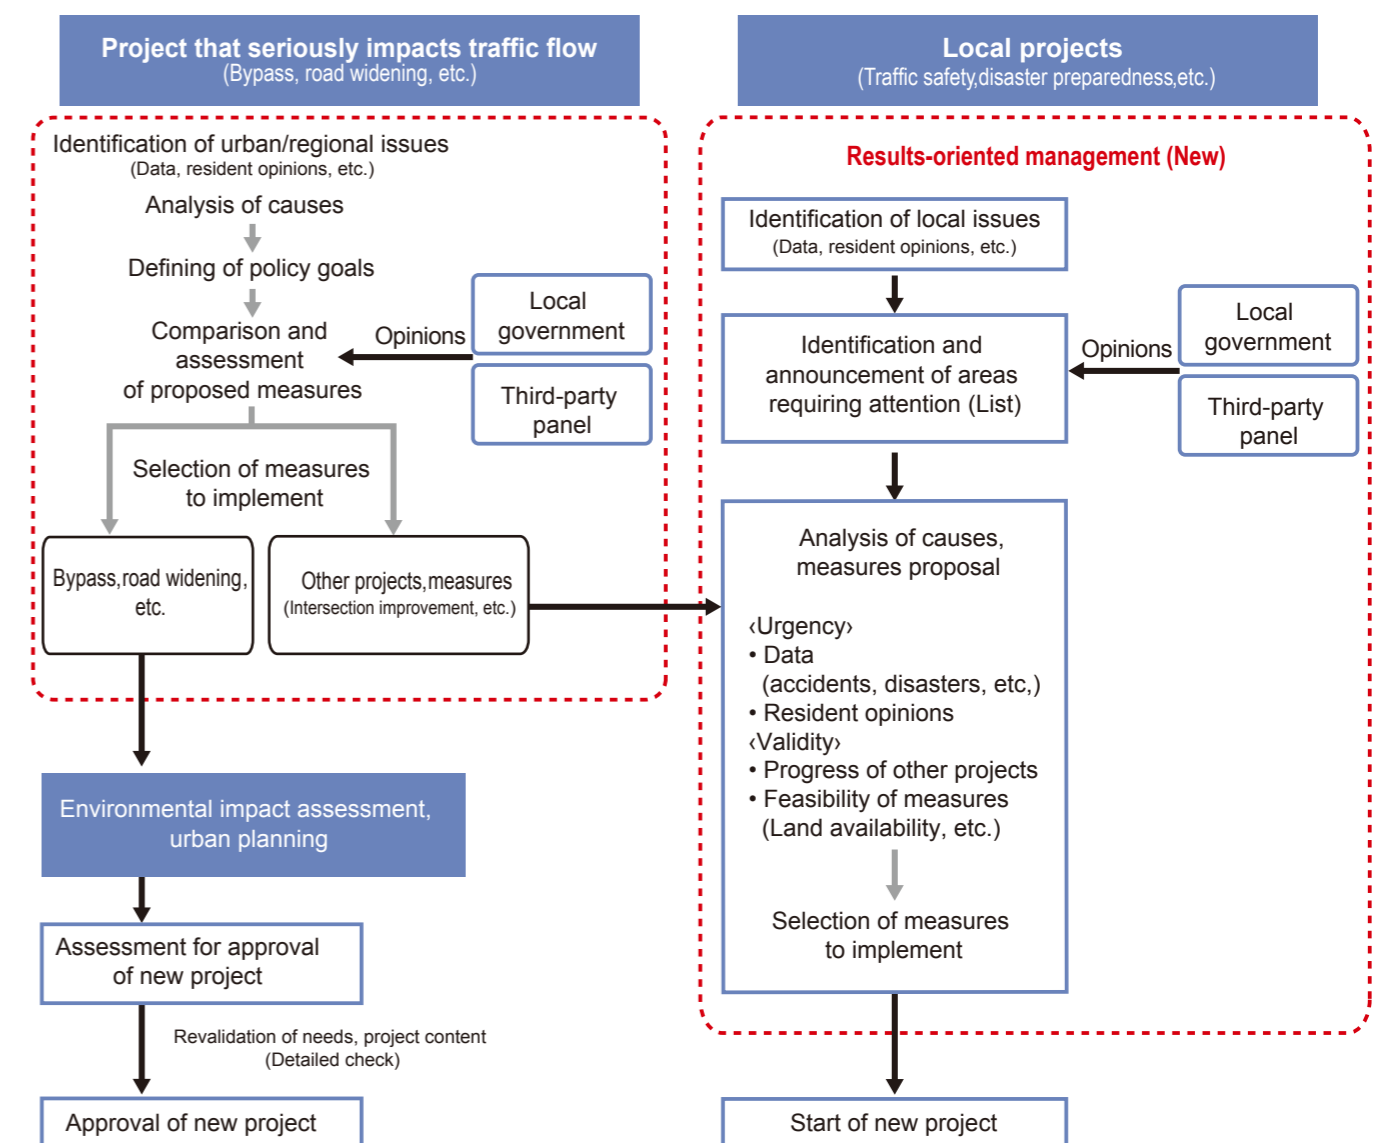 Project that seriously impacts traffic flow
(Bypass, road widening, etc.)
Identification of urban/regional issues
(Data, resident opinions, etc.)
Analysis of causes
Defining of policy goals
Comparison and
assessment
of proposed measures
Opinions
Local
government
Third-party
panel
Selection of measures
to implement
Bypass,road widening,
etc.
Other projects,measures
(Intersection improvement, etc.)
Environmental impact assessment,
urban planning
Assessment for approval
of new project
Revalidation of needs, project content
(Detailed check)
Approval of new project
Local projects
(Traffic safety,disaster preparedness,etc.)
Results-oriented management (New)
Identification of local issues
(Data, resident opinions, etc.)
Identification and
announcement of areas
requiring attention (List)
Opinions
Local
government
Third-party
panel
Analysis of causes,
measures proposal
‹Urgency›
• Data
(accidents, disasters, etc,)
• Resident opinions
‹Validity›
• Progress of other projects
• Feasibility of measures
(Land availability, etc.)
Selection of measures
to implement
Start of new project